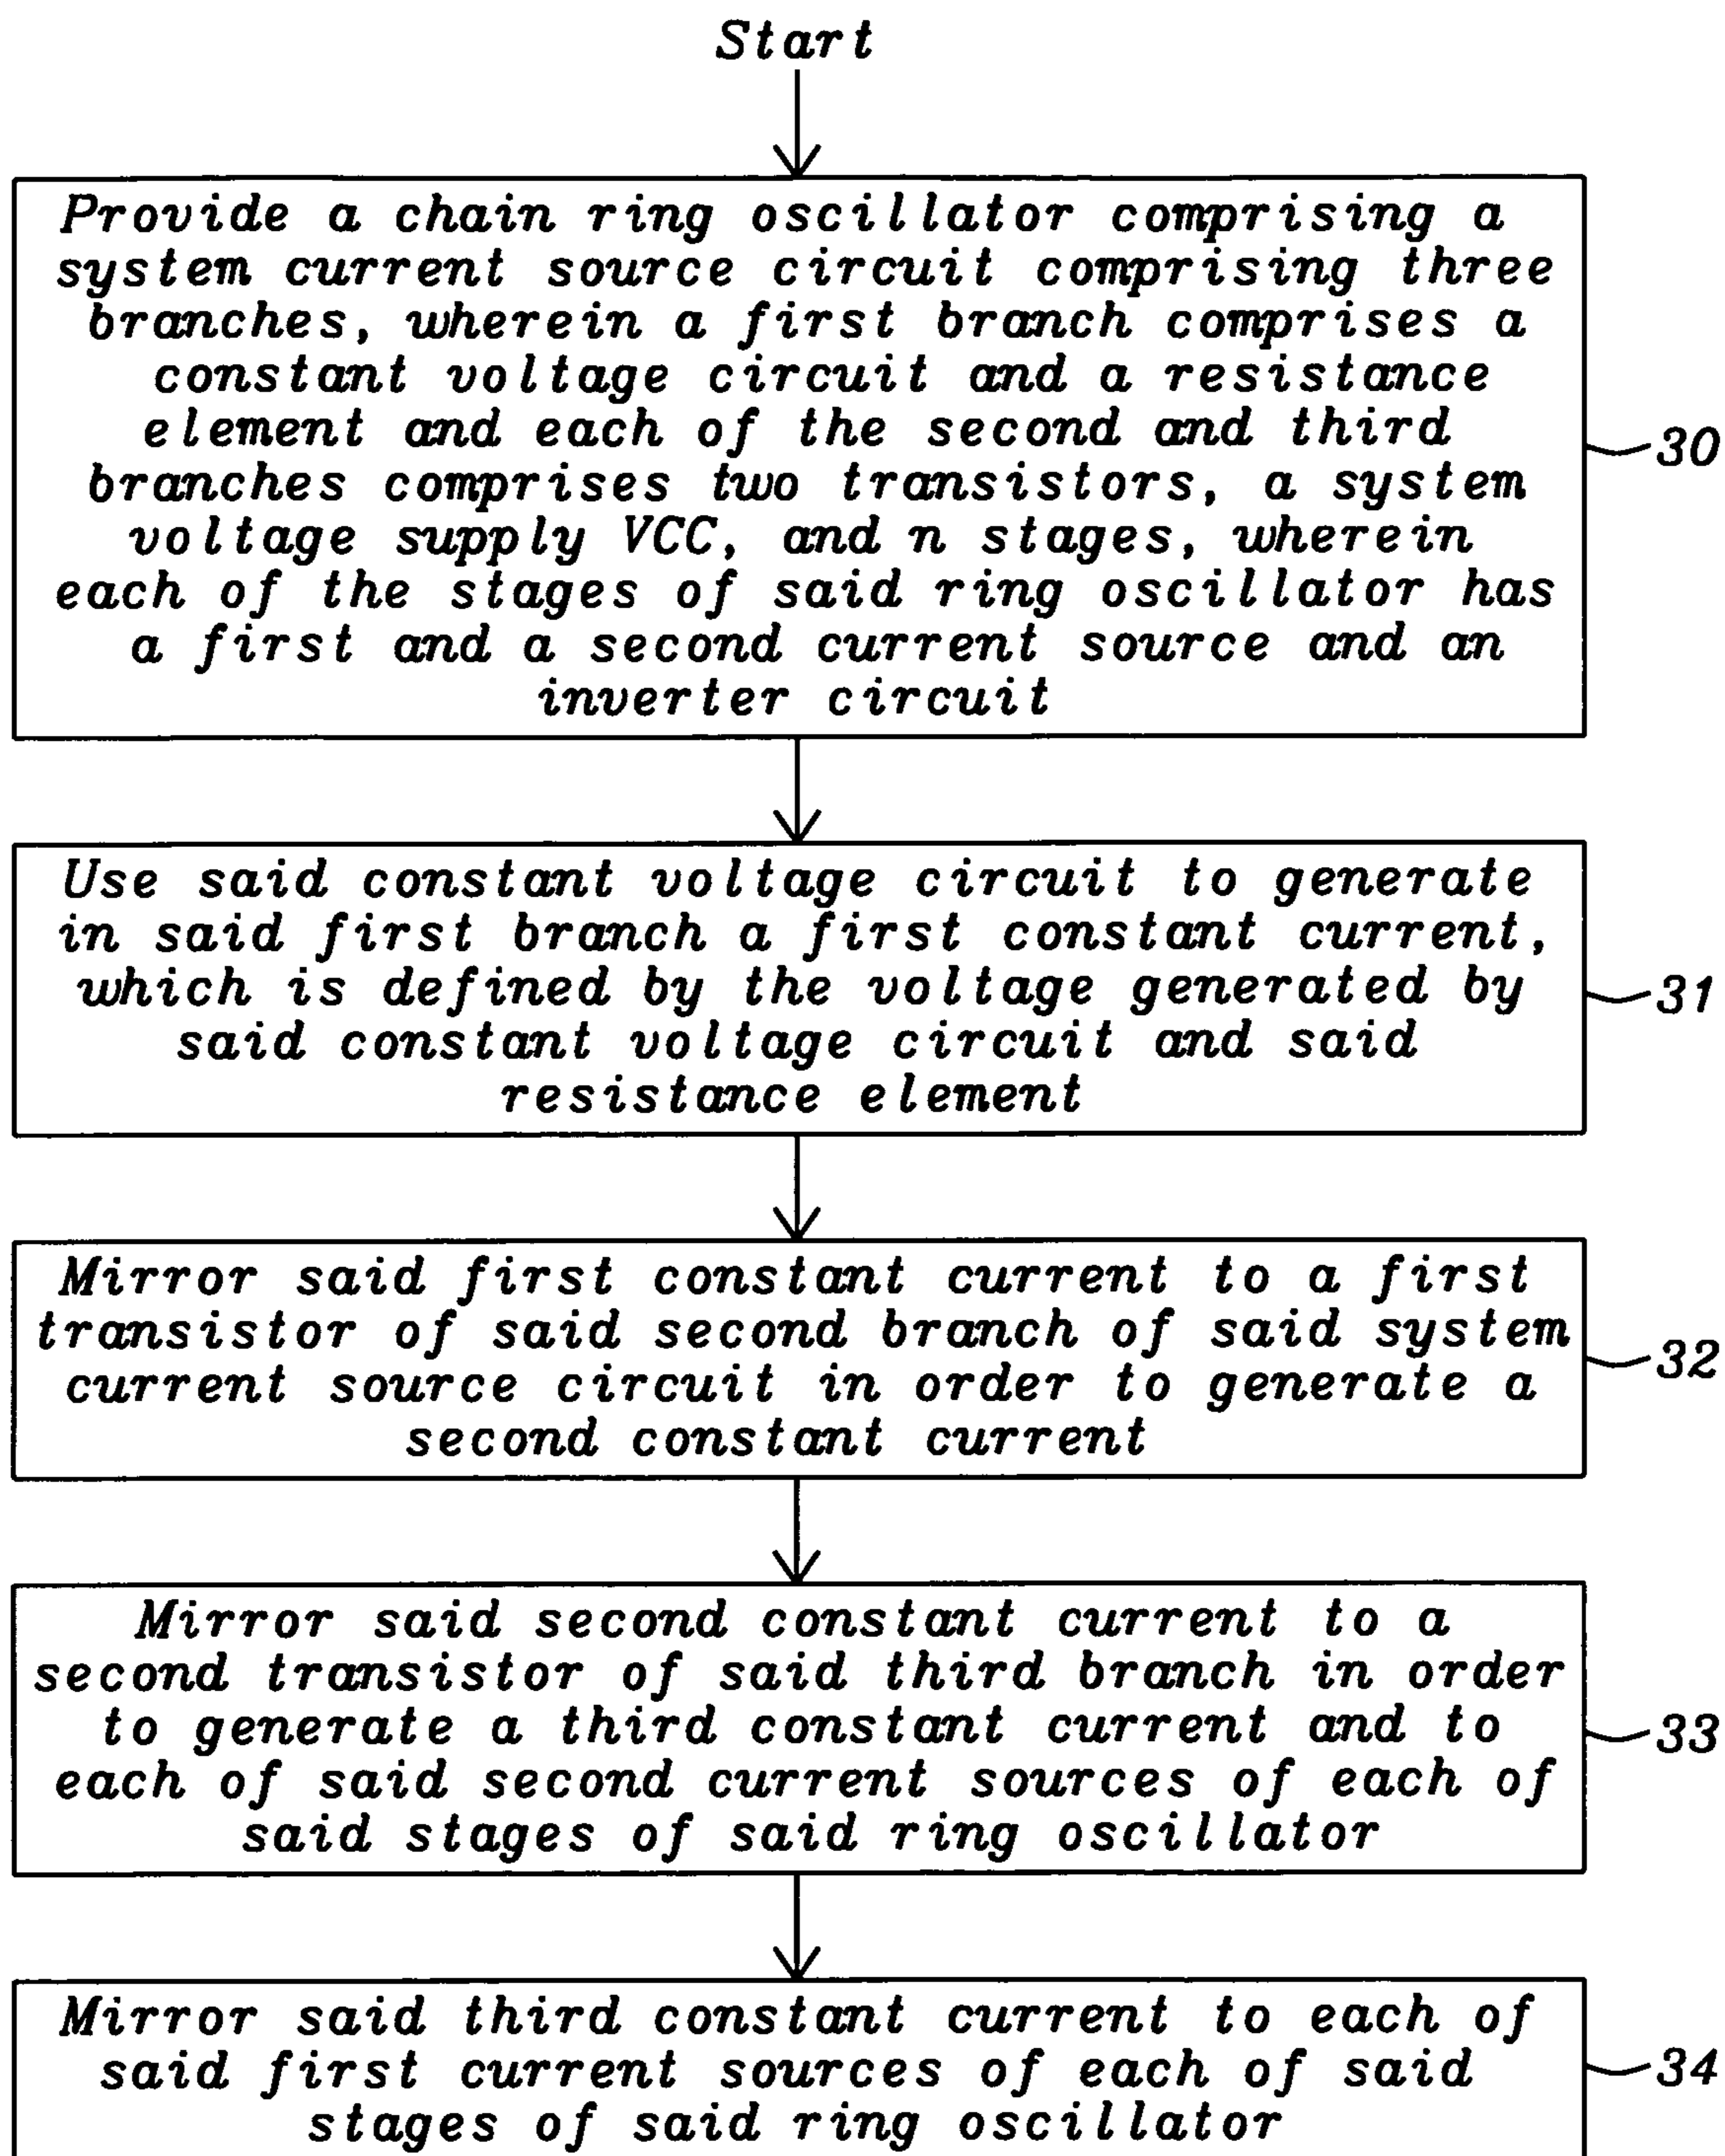 Start
Provide a chain ring oscillator comprising a
system current source circuit comprising three
branches, wherein a first branch comprises a
constant voltage circuit and a resistance
element and each of the second and third
branches comprises two transistors, a system
voltage supply VCC, and n stages, wherein
each of the stages of said ring oscillator has
a first and a second current source and an
inverter circuit
30
Use said constant voltage circuit to generate
in said first branch a first constant current,
which is defined by the voltage generated by
said constant voltage circuit and said
resistance element
31
Mirror said first constant current to a first
transistor of said second branch of said system
current source circuit in order to generate a
second constant current
32
Mirror said second constant current to a
second transistor of said third branch in order
to generate a third constant current and to
each of said second current sources of each of
said stages of said ring oscillator
33
Mirror said third constant current to each of
said first current sources of each of said
stages of said ring oscillator
34